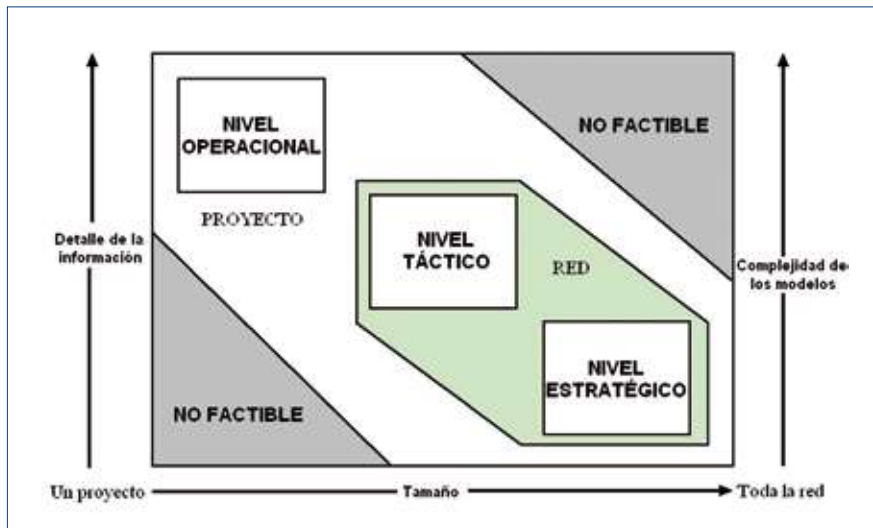 NIVEL
OPERACIONAL
NO FACTIBLE
PROYECTO
Detalle de la
información
NIVEL
TÁCTICO
RED
Complejidad de
los modelos
NIVEL
ESTRATÉGICO
NO FACTIBLE
Un proyecto
Tamaño
Toda la red